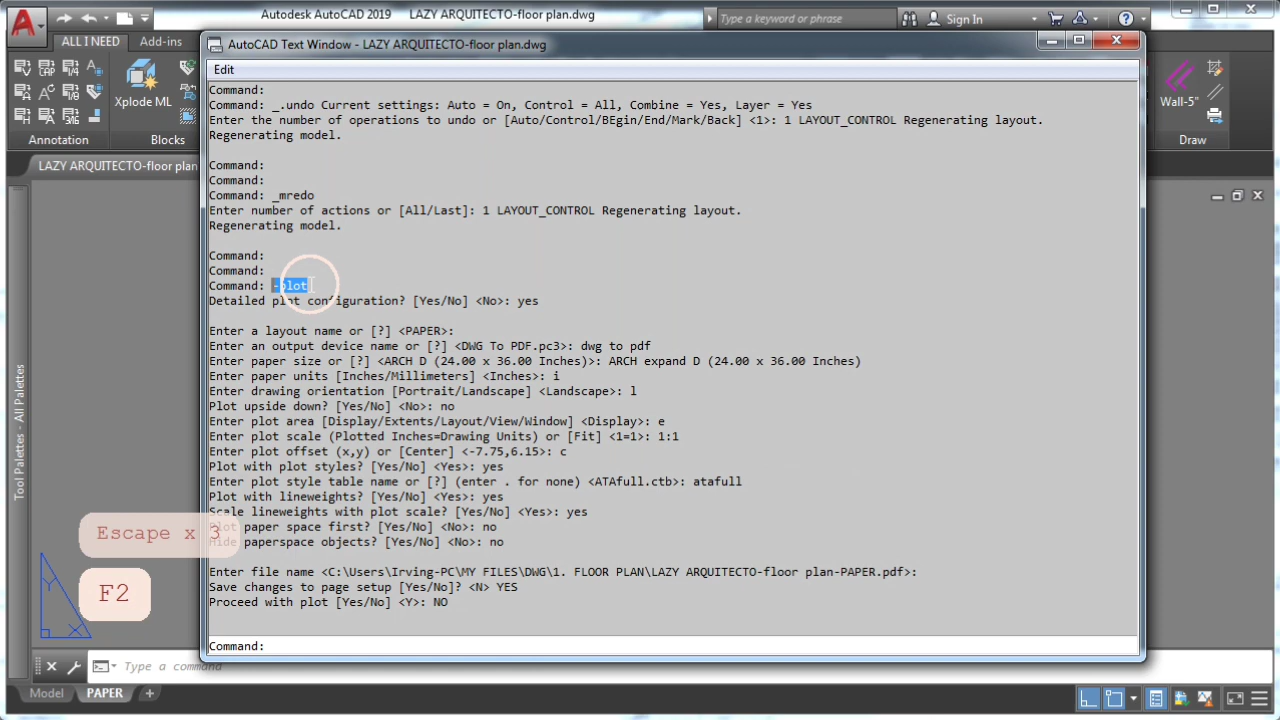 Autodesk AutoCAD 2019 LAZY ARQUITECTO-floor plan.dwg
Type a keyword or phrase
Sign In
ALL I NEED
Add-ins
AutoCAD Text Window - LAZY ARQUITECTO-floor plan.dwg
Edit
Xplode ML
Annotation
Blocks
Wall-5"
Draw
LAZY ARQUITECTO-floor plan
Command:
Command: _.undo Current settings: Auto = On, Control = All, Combine = Yes, Layer = Yes
Enter the number of operations to undo or [Auto/Control/BEgin/End/Mark/Back] <1>: 1 LAYOUT_CONTROL Regenerating layout.
Regenerating model.
Command:
Command:
Command: _mredo
Enter number of actions or [All/Last]: 1 LAYOUT_CONTROL Regenerating layout.
Regenerating model.
Command:
Command:
Command: -plot
Detailed plot configuration? [Yes/No] <No>: yes
Enter a layout name or [?] <PAPER>:
Enter an output device name or [?] <DWG To PDF.pc3>: dwg to pdf
Enter paper size or [?] <ARCH D (24.00 x 36.00 Inches)>: ARCH expand D (24.00 x 36.00 Inches)
Enter paper units [Inches/Millimeters] <Inches>: i
Enter drawing orientation [Portrait/Landscape] <Landscape>: l
Plot upside down? [Yes/No] <No>: no
Enter plot area [Display/Extents/Layout/View/Window] <Display>: e
Enter plot scale (Plotted Inches=Drawing Units) or [Fit] <1=1>: 1:1
Enter plot offset (x,y) or [Center] <-7.75,6.15>: c
Plot with plot styles? [Yes/No] <Yes>: yes
Enter plot style table name or [?] (enter . for none) <ATAfull.ctb>: atafull
Plot with lineweights? [Yes/No] <Yes>: yes
Scale lineweights with plot scale? [Yes/No] <Yes>: yes
Plot paper space first? [Yes/No] <No>: no
Hide paperspace objects? [Yes/No] <No>: no
Enter file name <C:\Users\Irving-PC\MY FILES\DWG\1. FLOOR PLAN\LAZY ARQUITECTO-floor plan-PAPER.pdf>:
Save changes to page setup [Yes/No]? <N> YES
Proceed with plot [Yes/No] <Y>: NO
Command:
Tool Palettes - All Palettes
Escape x 3
F2
Type a command
Model
PAPER